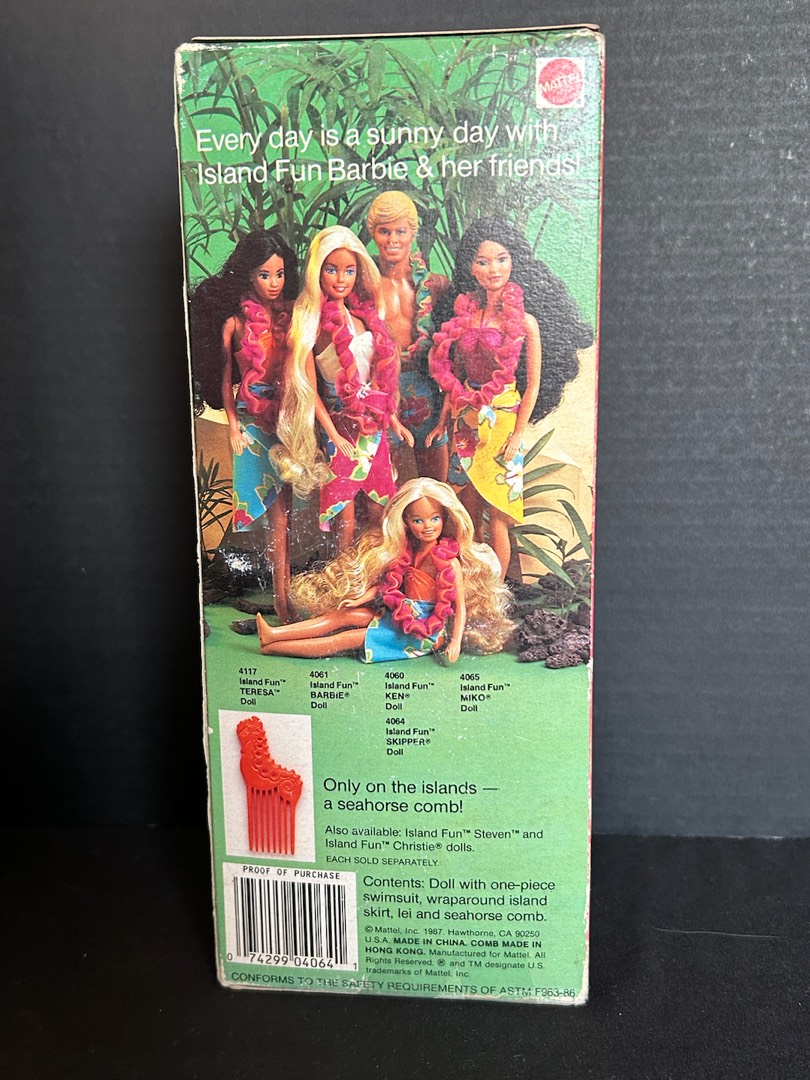 MATTEL
Every day is a sunny day with
Island Fun Barbie & her friends!
4117
Island Fun™
TERESA™
Doll
4061
Island Fun™
BARBIE®
Doll
4060
Island Fun™
KEN®
Doll
4065
Island Fun™
MIKO®
Doll
4064
Island Fun™
SKIPPER®
Doll
Only on the islands —
a seahorse comb!
Also available: Island Fun™ Steven™ and
Island Fun™ Christie® dolls.
EACH SOLD SEPARATELY
PROOF OF PURCHASE
0 74299 04064 1
Contents: Doll with one-piece
swimsuit, wraparound island
skirt, lei and seahorse comb.
© Mattel, Inc. 1987. Hawthorne, CA 90250
U.S.A. MADE IN CHINA. COMB MADE IN
HONG KONG. Manufactured for Mattel. All
Rights Reserved. ® and TM designate U.S.
trademarks of Mattel, Inc.
CONFORMS TO THE SAFETY REQUIREMENTS OF ASTM F963-86